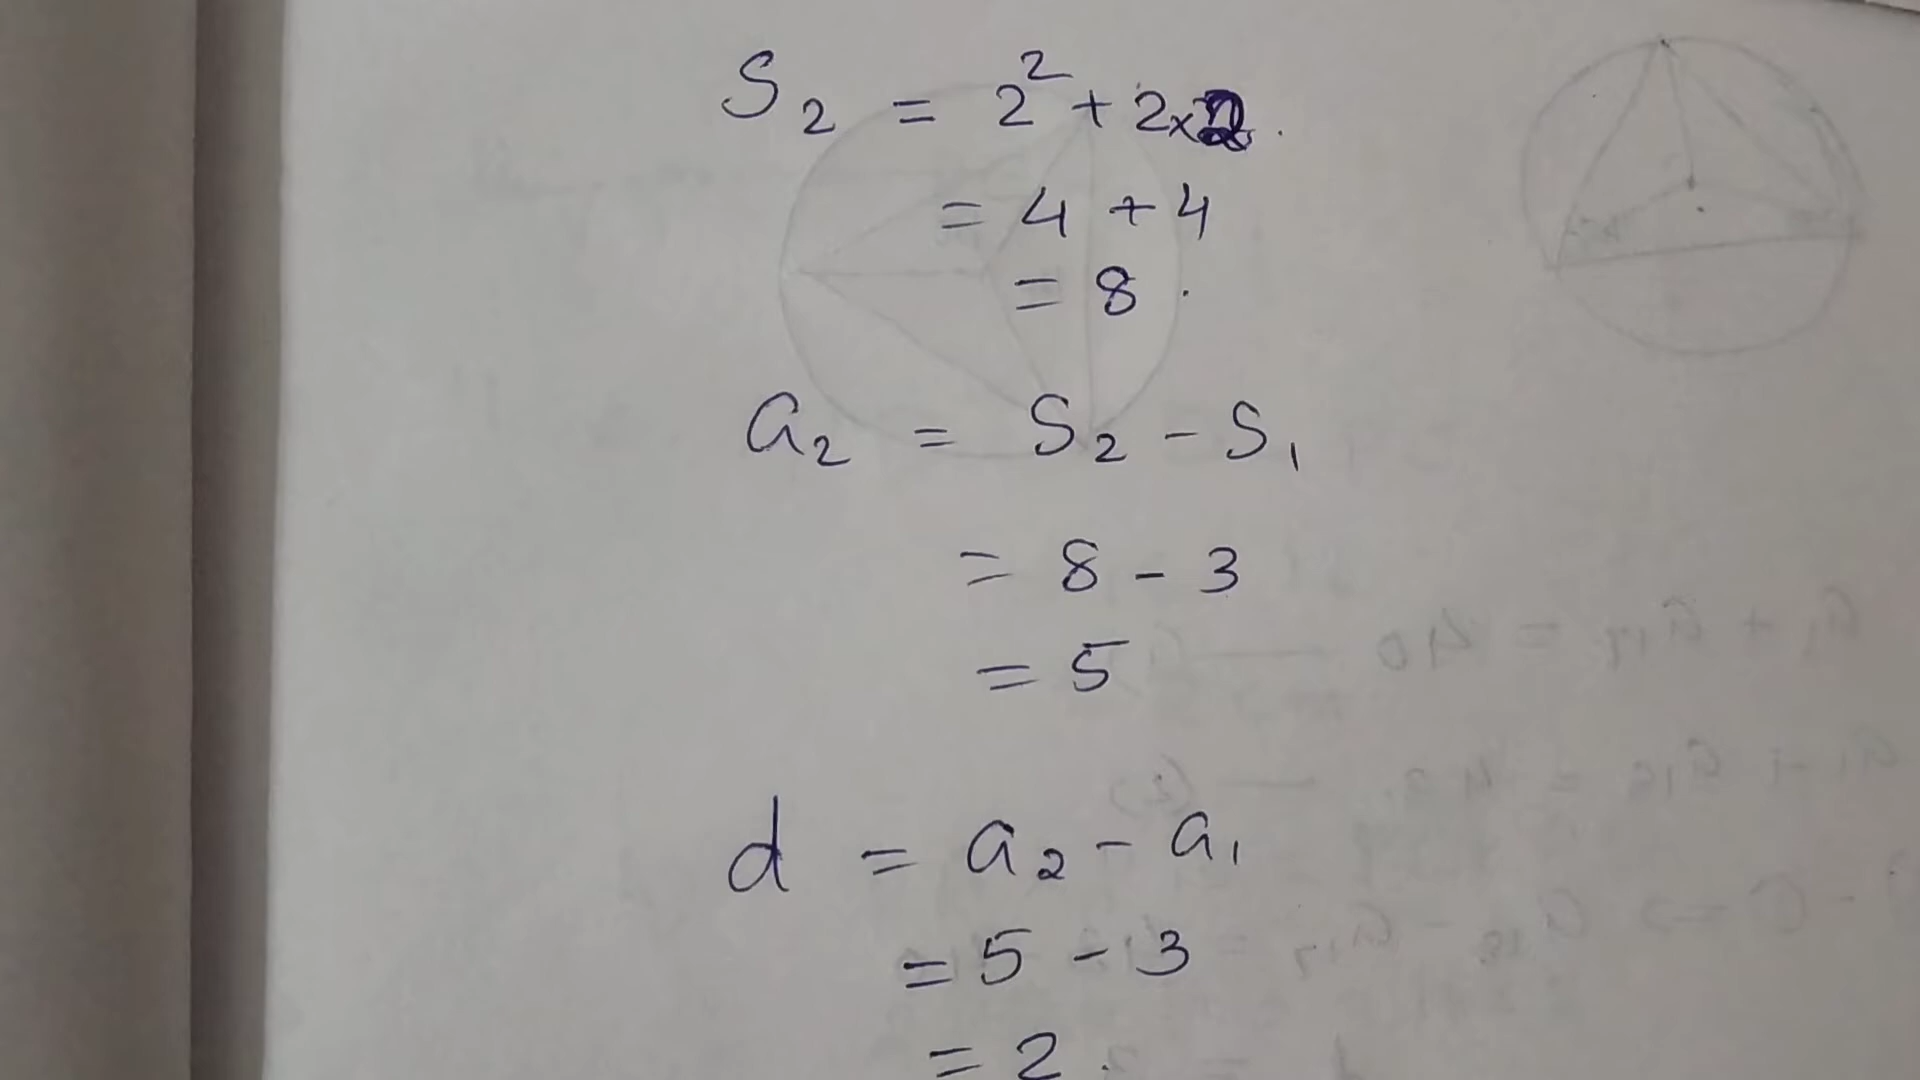 S₂ = 2² + 2×2.
= 4 + 4
= 8.
a₂ = S₂ - S₁
= 8 - 3
= 5
d = a₂ - a₁
= 5 - 3
= 2.